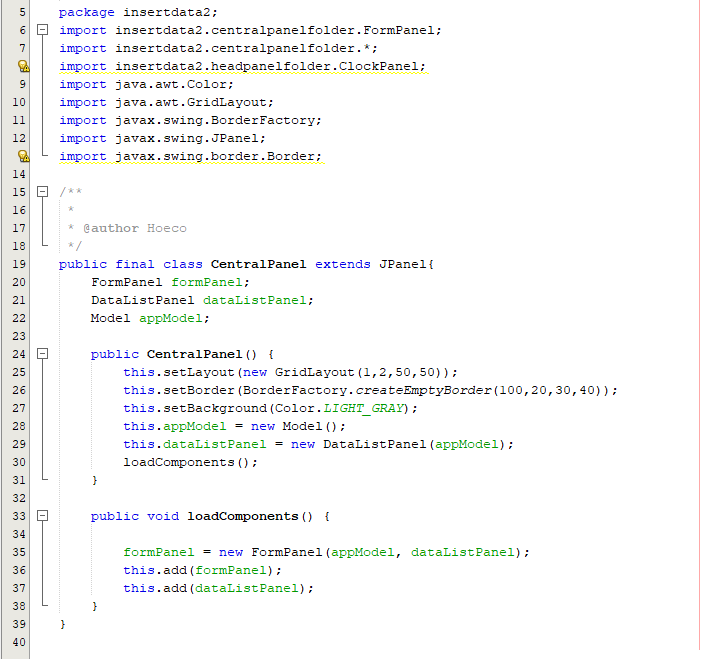 5 package insertdata2;
6 import insertdata2.centralpanelfolder.FormPanel;
7 import insertdata2.centralpanelfolder.*;
import insertdata2.headpanelfolder.ClockPanel;
9 import java.awt.Color;
10 import java.awt.GridLayout;
11 import javax.swing.BorderFactory;
12 import javax.swing.JPanel;
import javax.swing.border.Border;
14
15 /**
16  *
17  * @author Hoeco
18  */
19 public final class CentralPanel extends JPanel{
20     FormPanel formPanel;
21     DataListPanel dataListPanel;
22     Model appModel;
23
24     public CentralPanel() {
25         this.setLayout(new GridLayout(1,2,50,50));
26         this.setBorder(BorderFactory.createEmptyBorder(100,20,30,40));
27         this.setBackground(Color.LIGHT_GRAY);
28         this.appModel = new Model();
29         this.dataListPanel = new DataListPanel(appModel);
30         loadComponents();
31     }
32
33     public void loadComponents() {
34
35         formPanel = new FormPanel(appModel, dataListPanel);
36         this.add(formPanel);
37         this.add(dataListPanel);
38     }
39 }
40